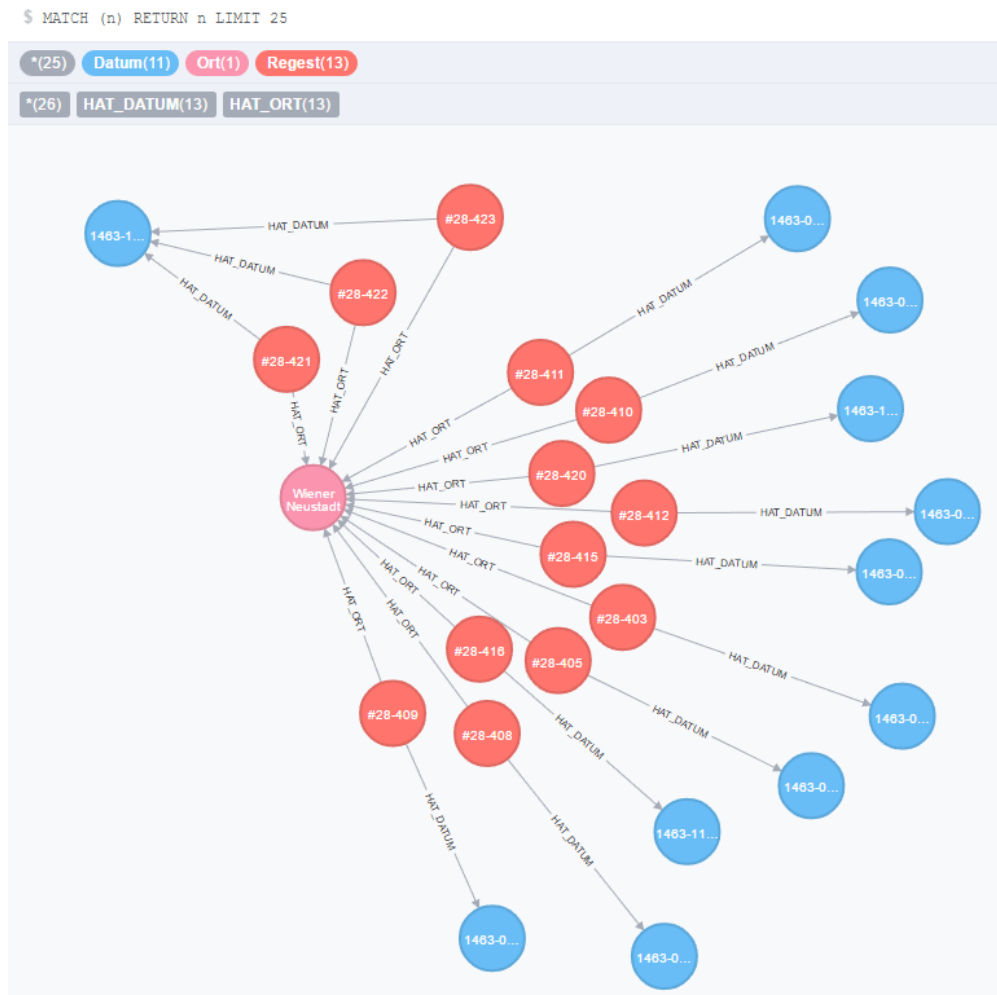 $ MATCH (n) RETURN n LIMIT 25
*(25) Datum(11) Ort(1) Regest(13)
*(26) HAT_DATUM(13) HAT_ORT(13)
#28-423
1463-0...
HAT_DATUM
1463-1...
HAT_DATUM
#28-422
HAT_DATUM
HAT_DATUM
1463-0...
HAT_ORT
#28-421
HAT_DATUM
#28-411
HAT_ORT
HAT_ORT
#28-410
1463-1...
HAT_ORT
HAT_ORT
HAT_DATUM
HAT_ORT
#28-420
HAT_ORT
Wiener
Neustadt
HAT_ORT
#28-412
HAT_DATUM
1463-0...
HAT_ORT
#28-415
HAT_DATUM
1463-0...
HAT_ORT
HAT_ORT
HAT_ORT
HAT_ORT
HAT_ORT
#28-403
#28-416
#28-405
HAT_DATUM
#28-409
#28-408
HAT_DATUM
1463-0...
HAT_DATUM
1463-0...
HAT_DATUM
1463-11...
HAT_DATUM
1463-0...
1463-0...